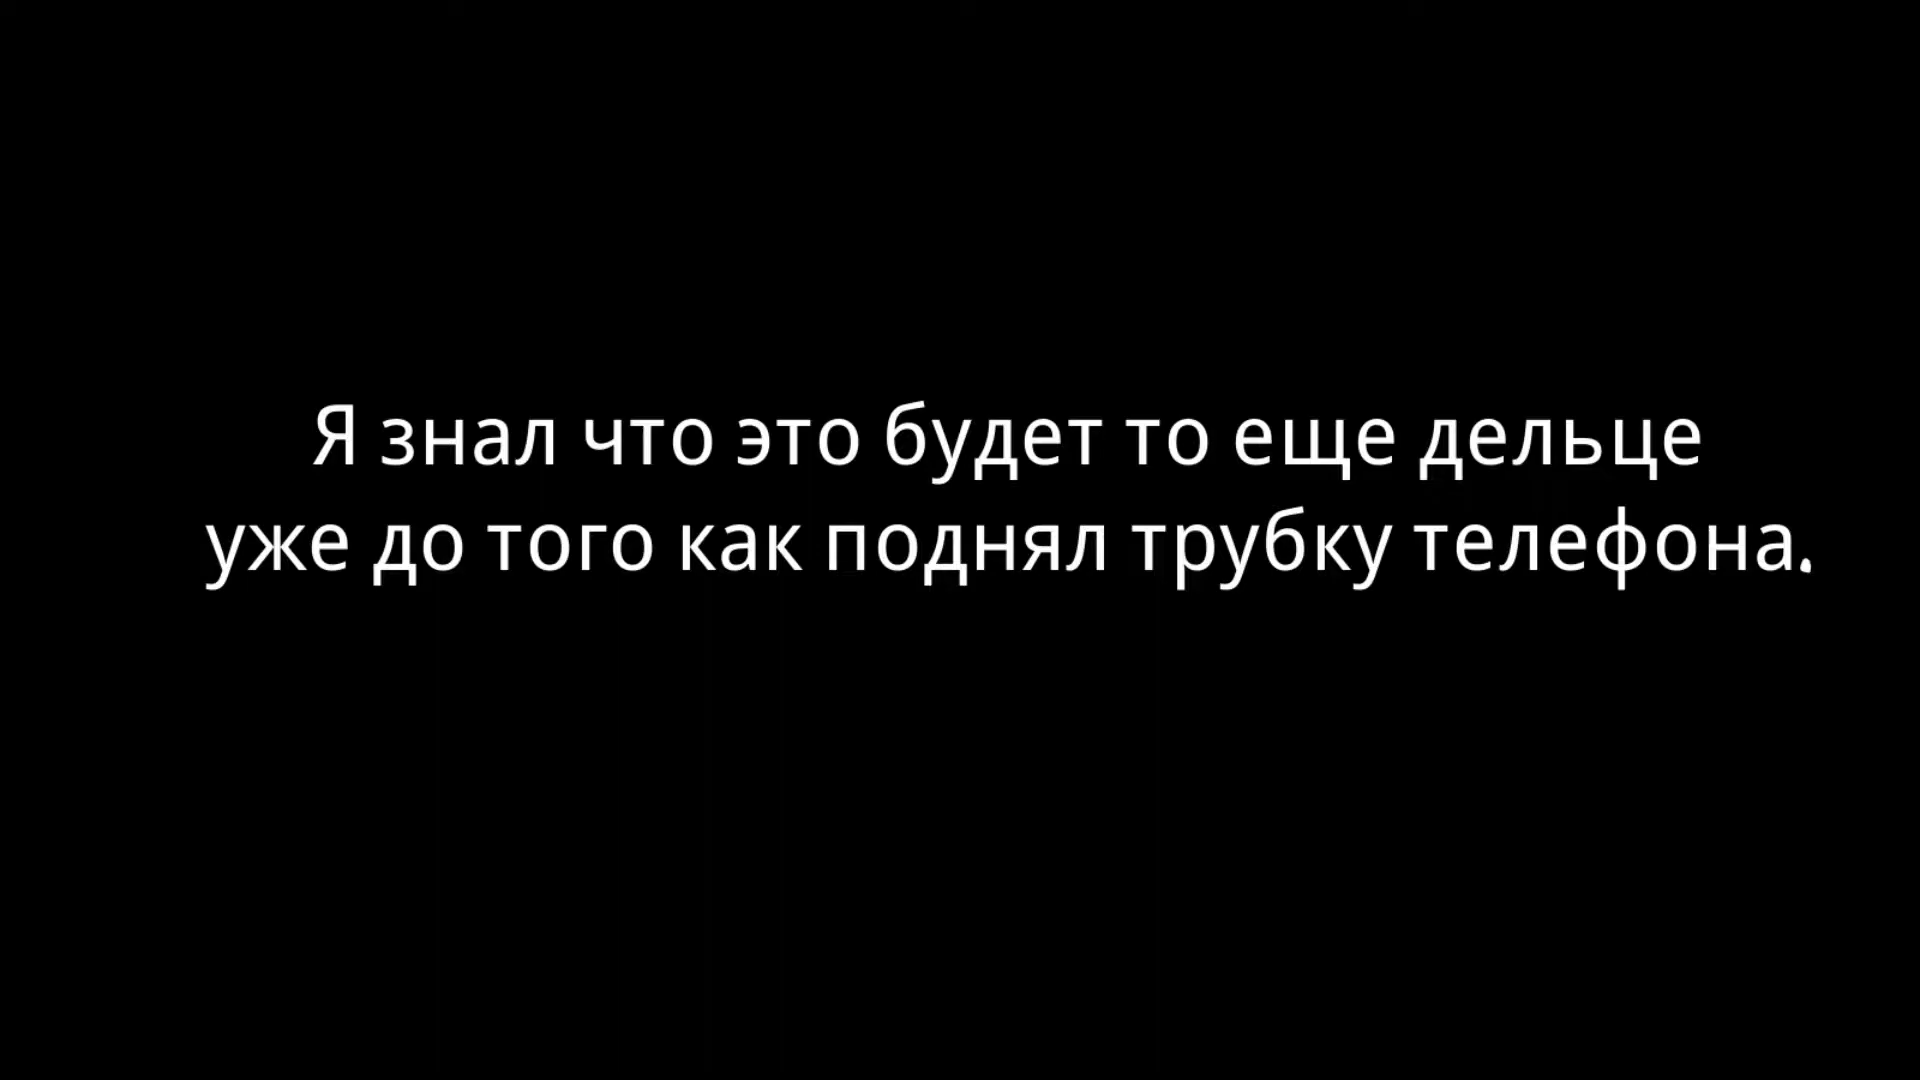 Я знал что это будет то еще дельце
уже до того как поднял трубку телефона.